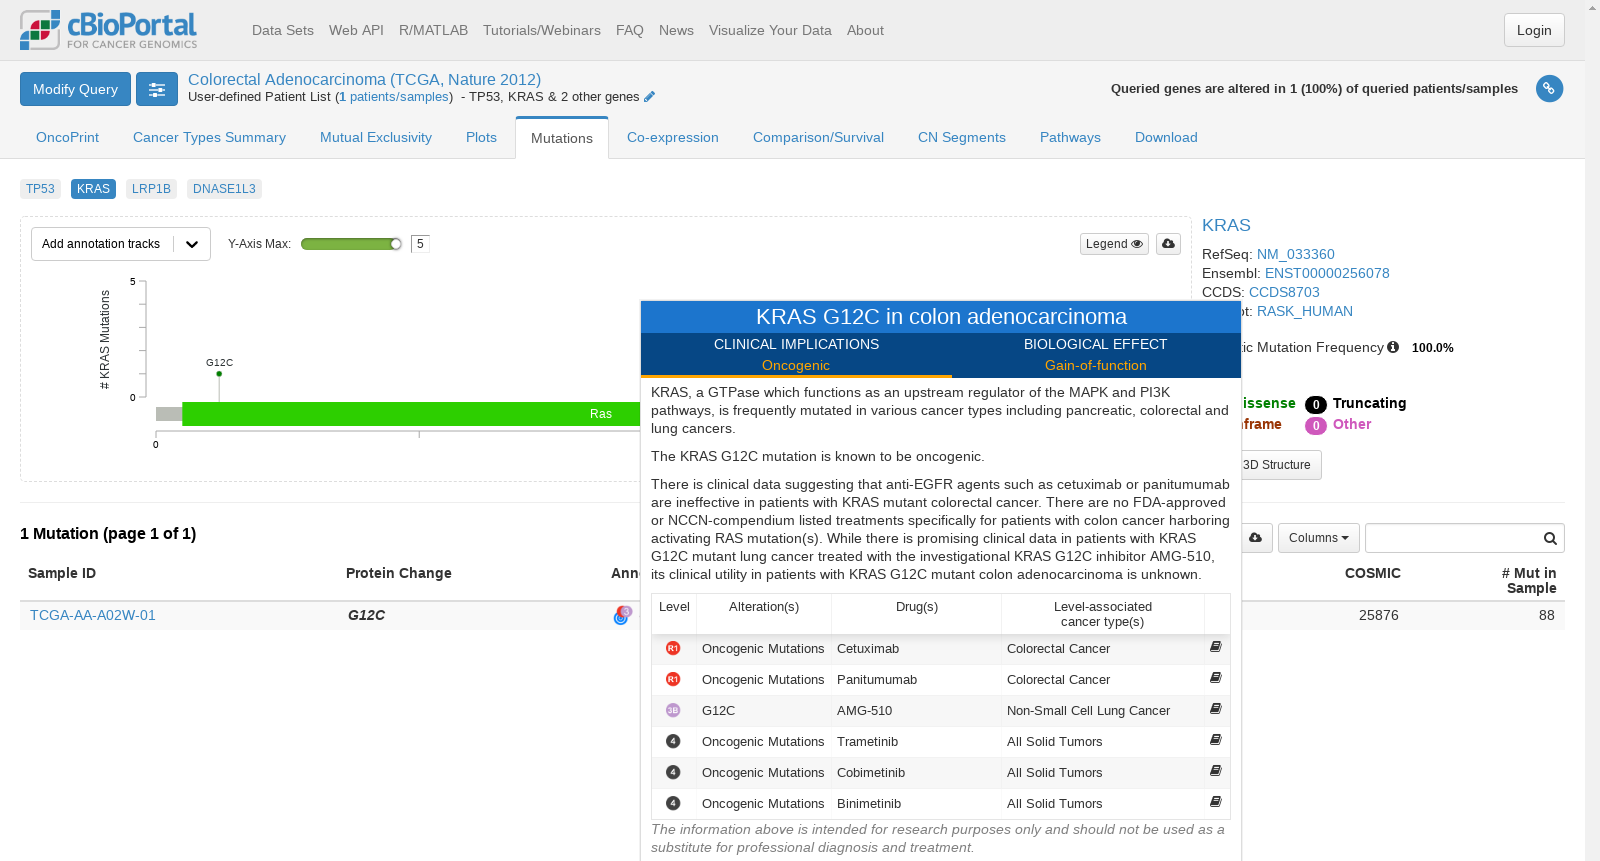 cBioPortal
FOR CANCER GENOMICS
Data Sets Web API R/MATLAB Tutorials/Webinars FAQ News Visualize Your Data About
Login
Modify Query
Colorectal Adenocarcinoma (TCGA, Nature 2012)
User-defined Patient List (1 patients/samples) - TP53, KRAS & 2 other genes
Queried genes are altered in 1 (100%) of queried patients/samples
OncoPrint Cancer Types Summary Mutual Exclusivity Plots Mutations Co-expression Comparison/Survival CN Segments Pathways Download
TP53 KRAS LRP1B DNASE1L3
Add annotation tracks
Y-Axis Max: 5
Legend
# KRAS Mutations
5
0
G12C
Ras
0
KRAS
RefSeq: NM_033360
Ensembl: ENST00000256078
CCDS: CCDS8703
ot: RASK_HUMAN
tic Mutation Frequency 100.0%
issense 0 Truncating
frame 0 Other
3D Structure
KRAS G12C in colon adenocarcinoma
CLINICAL IMPLICATIONS BIOLOGICAL EFFECT
Oncogenic Gain-of-function
KRAS, a GTPase which functions as an upstream regulator of the MAPK and PI3K
pathways, is frequently mutated in various cancer types including pancreatic, colorectal and
lung cancers.
The KRAS G12C mutation is known to be oncogenic.
There is clinical data suggesting that anti-EGFR agents such as cetuximab or panitumumab
are ineffective in patients with KRAS mutant colorectal cancer. There are no FDA-approved
or NCCN-compendium listed treatments specifically for patients with colon cancer harboring
activating RAS mutation(s). While there is promising clinical data in patients with KRAS
G12C mutant lung cancer treated with the investigational KRAS G12C inhibitor AMG-510,
its clinical utility in patients with KRAS G12C mutant colon adenocarcinoma is unknown.
Level Alteration(s) Drug(s) Level-associated
cancer type(s)
R1 Oncogenic Mutations Cetuximab Colorectal Cancer
R1 Oncogenic Mutations Panitumumab Colorectal Cancer
3B G12C AMG-510 Non-Small Cell Lung Cancer
4 Oncogenic Mutations Trametinib All Solid Tumors
4 Oncogenic Mutations Cobimetinib All Solid Tumors
4 Oncogenic Mutations Binimetinib All Solid Tumors
The information above is intended for research purposes only and should not be used as a
substitute for professional diagnosis and treatment.
1 Mutation (page 1 of 1)
Columns
Sample ID Protein Change Ann COSMIC # Mut in
Sample
TCGA-AA-A02W-01 G12C 3 25876 88